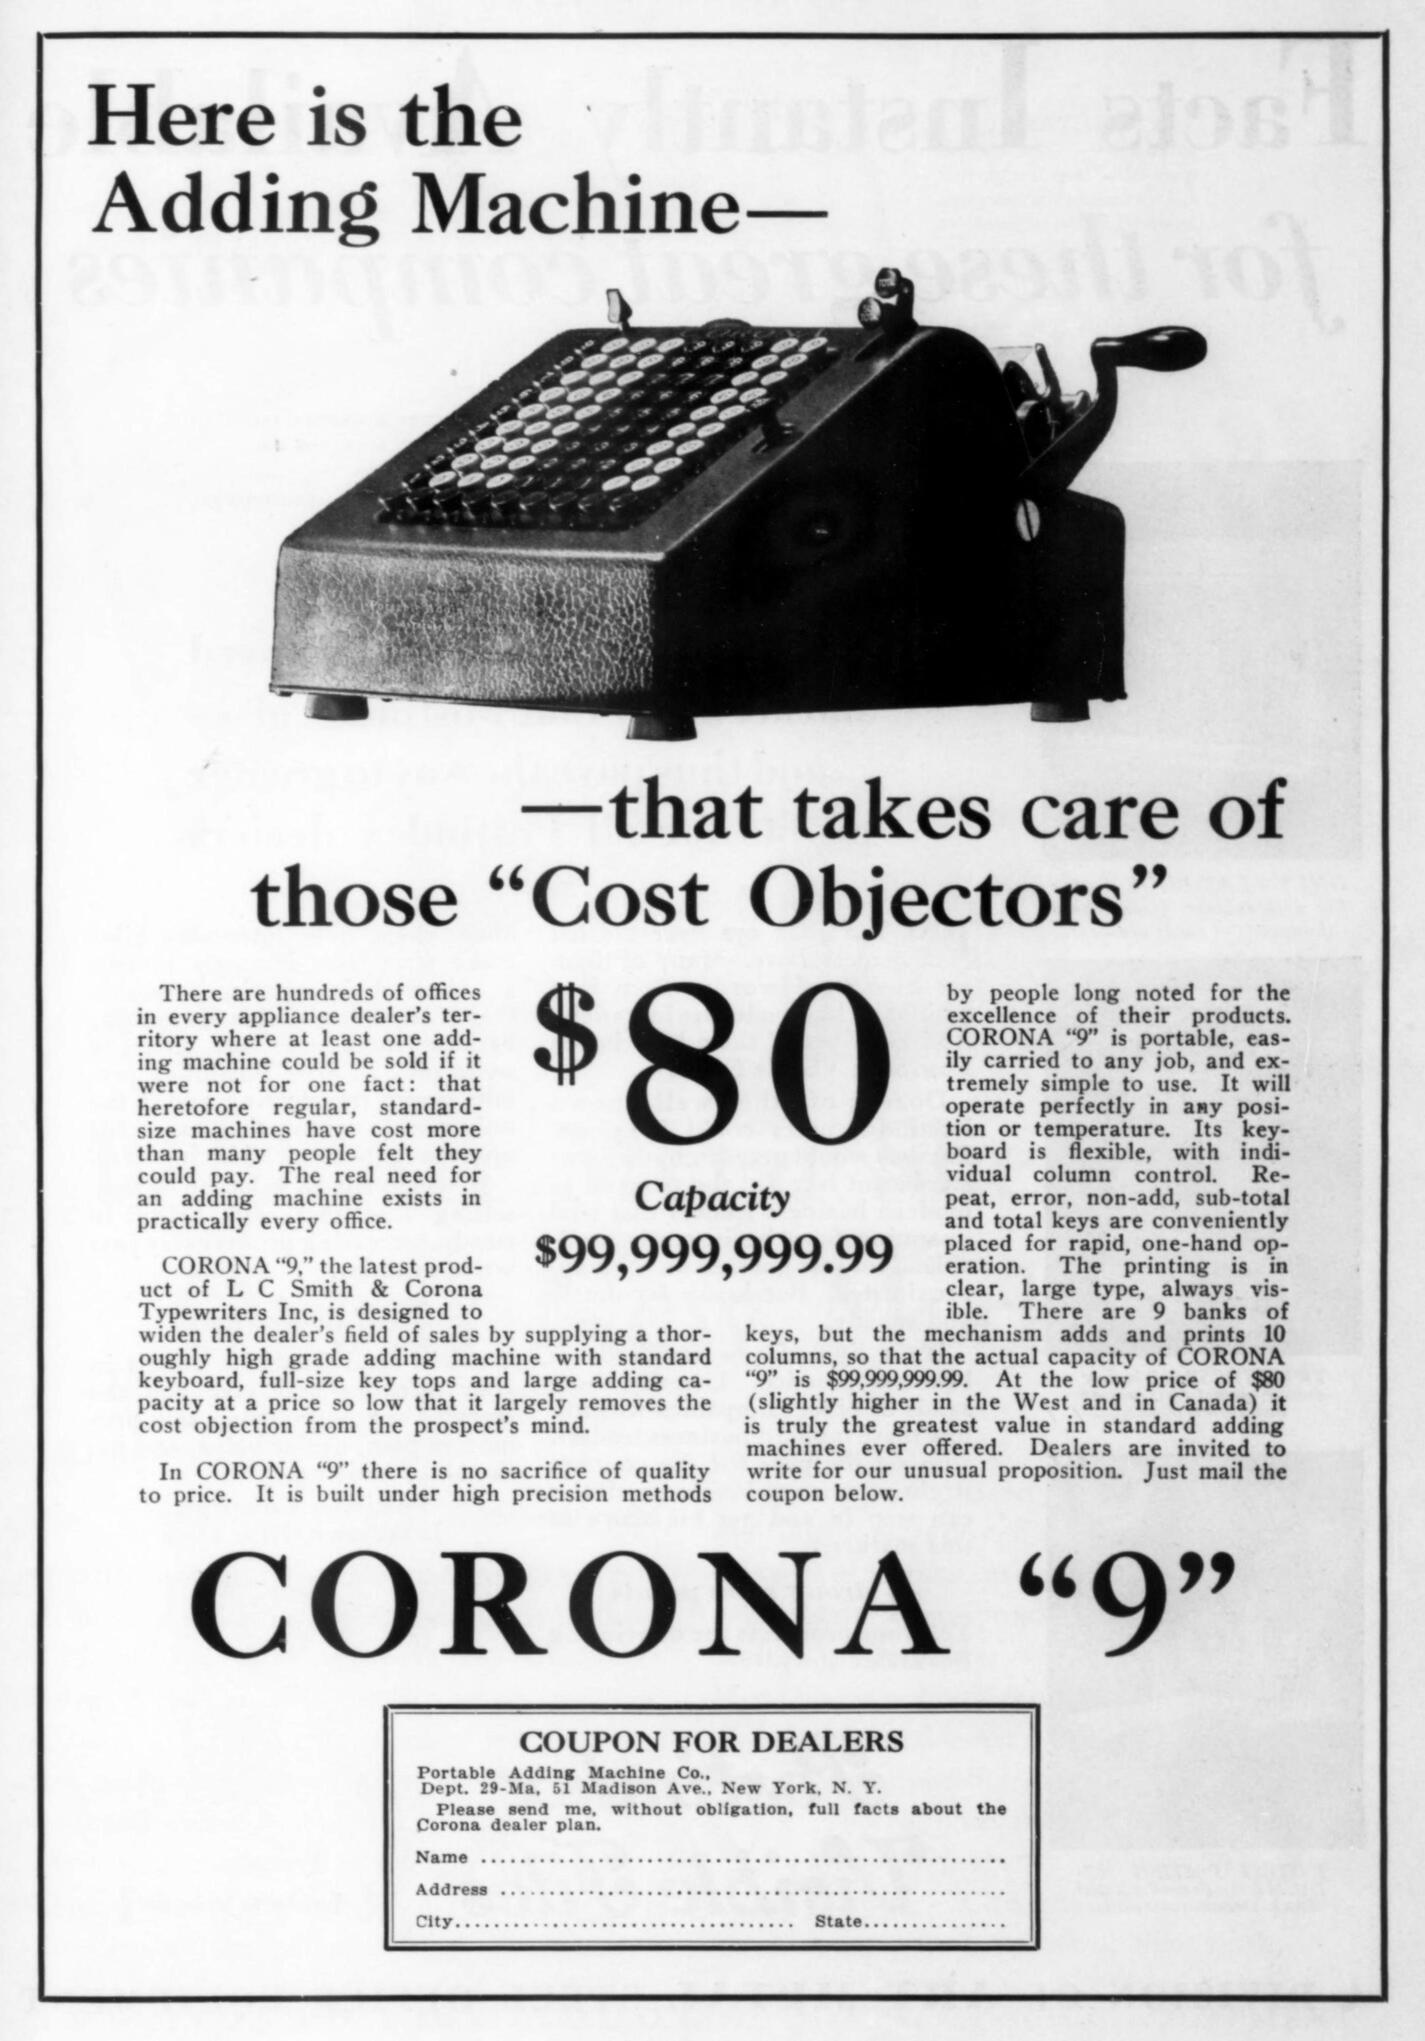 Here is the
Adding Machine—
—that takes care of
those “Cost Objectors”
There are hundreds of offices
in every appliance dealer's ter-
ritory where at least one add-
ing machine could be sold if it
were not for one fact: that
heretofore regular, standard-
size machines have cost more
than many people felt they
could pay. The real need for
an adding machine exists in
practically every office.
CORONA “9,” the latest prod-
uct of L C Smith & Corona
Typewriters Inc, is designed to
widen the dealer's field of sales by supplying a thor-
oughly high grade adding machine with standard
keyboard, full-size key tops and large adding ca-
pacity at a price so low that it largely removes the
cost objection from the prospect's mind.
In CORONA “9” there is no sacrifice of quality
to price. It is built under high precision methods
$80
Capacity
$99,999,999.99
by people long noted for the
excellence of their products.
CORONA “9” is portable, eas-
ily carried to any job, and ex-
tremely simple to use. It will
operate perfectly in any posi-
tion or temperature. Its key-
board is flexible, with indi-
vidual column control. Re-
peat, error, non-add, sub-total
and total keys are conveniently
placed for rapid, one-hand op-
eration. The printing is in
clear, large type, always vis-
ible. There are 9 banks of
keys, but the mechanism adds and prints 10
columns, so that the actual capacity of CORONA
“9” is $99,999,999.99. At the low price of $80
(slightly higher in the West and in Canada) it
is truly the greatest value in standard adding
machines ever offered. Dealers are invited to
write for our unusual proposition. Just mail the
coupon below.
CORONA “9”
COUPON FOR DEALERS
Portable Adding Machine Co.,
Dept. 29-Ma, 51 Madison Ave., New York, N. Y.
Please send me, without obligation, full facts about the
Corona dealer plan.
Name ....................................................
Address ..................................................
City.................................. State..............